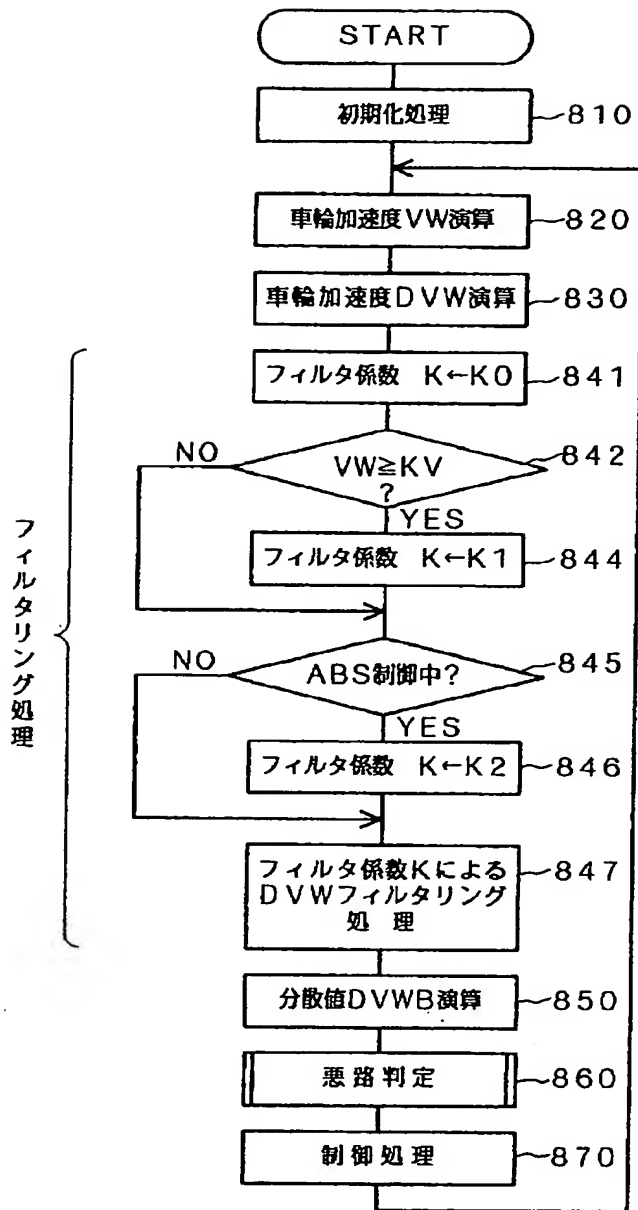 START
初期化処理
810
車輪加速度VW演算
820
車輪加速度DVW演算
830
フィルタ係数 K←K0
841
VW≧KV
?
842
NO
YES
フィルタ係数 K←K1
844
ABS制御中?
845
NO
YES
フィルタ係数 K←K2
846
フィルタ係数Kによる
DVWフィルタリング
処 理
847
フィルタリング処理
分散値DVWB演算
850
悪路判定
860
制御処理
870